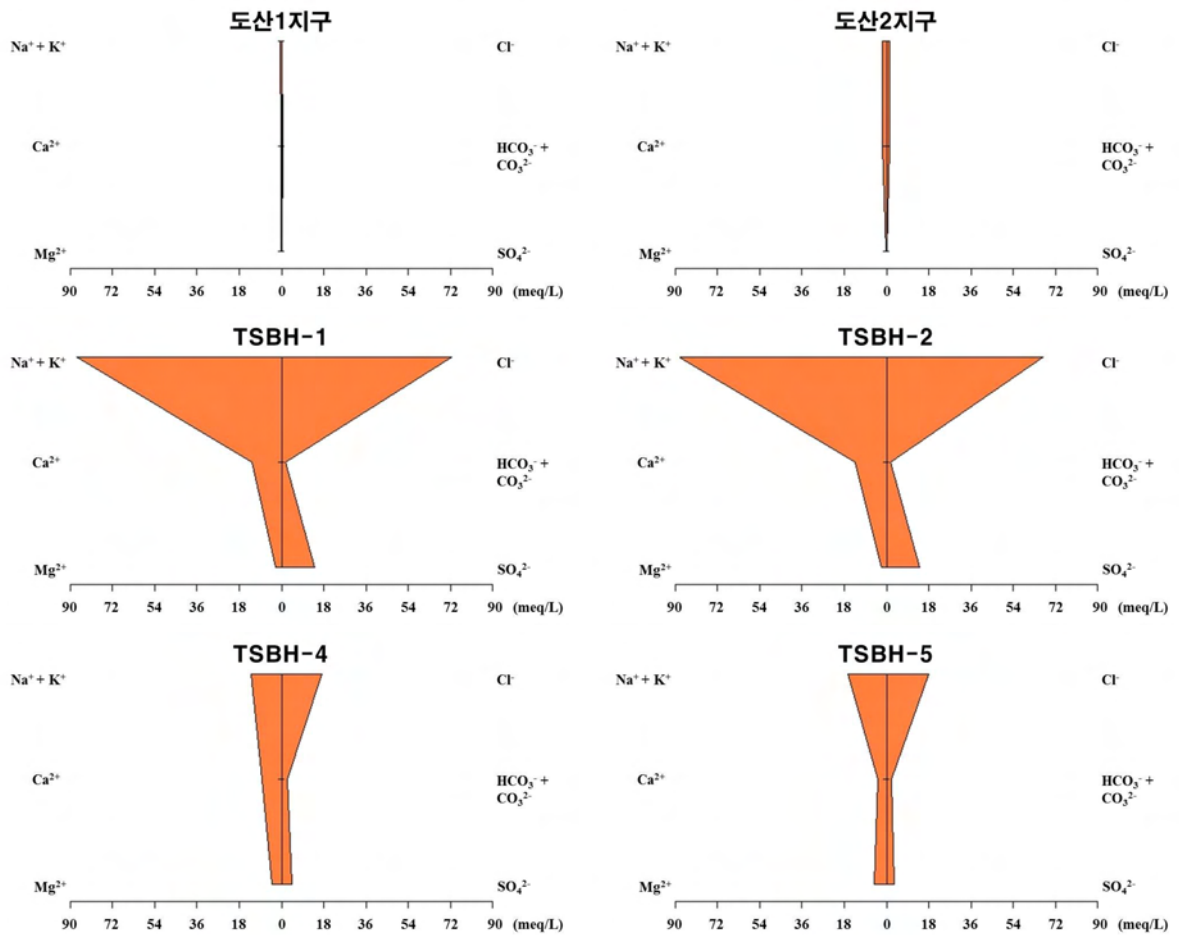 도산1지구
Na⁺ + K⁺ Cl⁻
Ca²⁺ HCO₃⁻ +
CO₃²⁻
Mg²⁺ SO₄²⁻
90 72 54 36 18 0 18 36 54 72 90 (meq/L)
도산2지구
Na⁺ + K⁺ Cl⁻
Ca²⁺ HCO₃⁻ +
CO₃²⁻
Mg²⁺ SO₄²⁻
90 72 54 36 18 0 18 36 54 72 90 (meq/L)
TSBH-1
Na⁺ + K⁺ Cl⁻
Ca²⁺ HCO₃⁻ +
CO₃²⁻
Mg²⁺ SO₄²⁻
90 72 54 36 18 0 18 36 54 72 90 (meq/L)
TSBH-2
Na⁺ + K⁺ Cl⁻
Ca²⁺ HCO₃⁻ +
CO₃²⁻
Mg²⁺ SO₄²⁻
90 72 54 36 18 0 18 36 54 72 90 (meq/L)
TSBH-4
Na⁺ + K⁺ Cl⁻
Ca²⁺ HCO₃⁻ +
CO₃²⁻
Mg²⁺ SO₄²⁻
90 72 54 36 18 0 18 36 54 72 90 (meq/L)
TSBH-5
Na⁺ + K⁺ Cl⁻
Ca²⁺ HCO₃⁻ +
CO₃²⁻
Mg²⁺ SO₄²⁻
90 72 54 36 18 0 18 36 54 72 90 (meq/L)